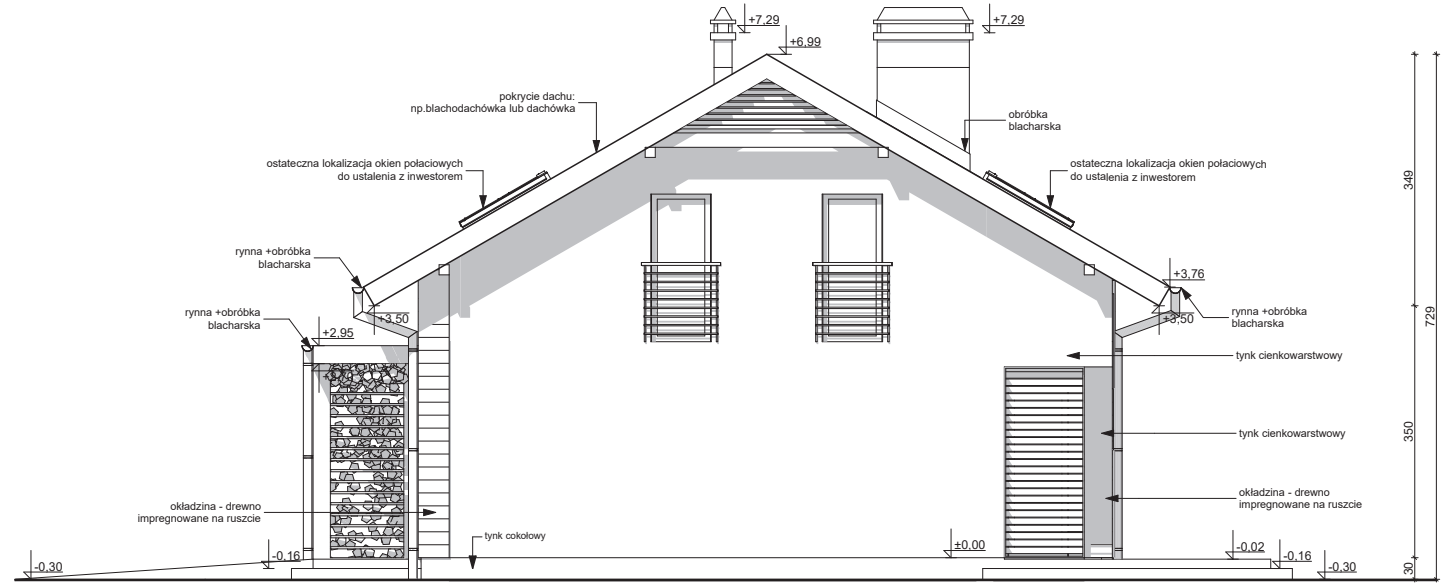 +7,29
+7,29
+6,99
pokrycie dachu:
np.blachodachówka lub dachówka
obróbka
blacharska
ostateczna lokalizacja okien połaciowych
do ustalenia z inwestorem
ostateczna lokalizacja okien połaciowych
do ustalenia z inwestorem
349
rynna +obróbka
blacharska
+3,76
rynna +obróbka
blacharska
+3,50
+3,50
rynna +obróbka
blacharska
+2,95
729
tynk cienkowarstwowy
350
tynk cienkowarstwowy
okładzina - drewno
impregnowane na ruszcie
okładzina - drewno
impregnowane na ruszcie
tynk cokołowy
±0,00
-0,02
-0,16
-0,16
-0,30
-0,30
30